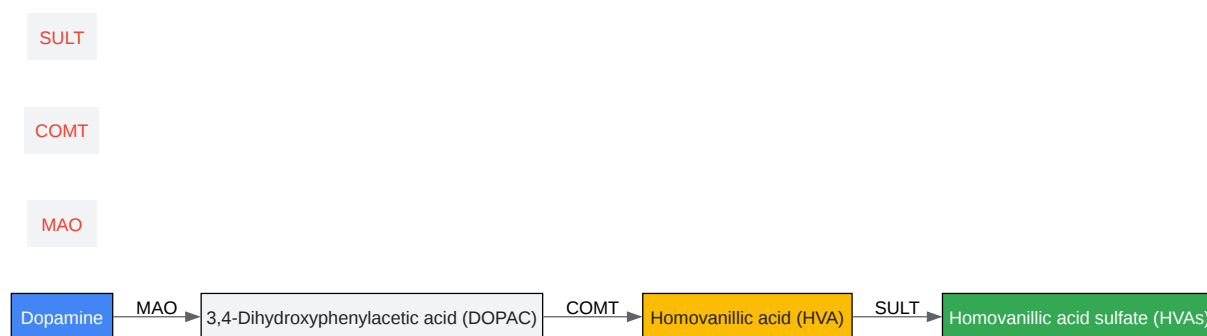 SULT
COMT
MAO
Dopamine MAO 3,4-Dihydroxyphenylacetic acid (DOPAC) COMT Homovanillic acid (HVA) SULT Homovanillic acid sulfate (HVAs)